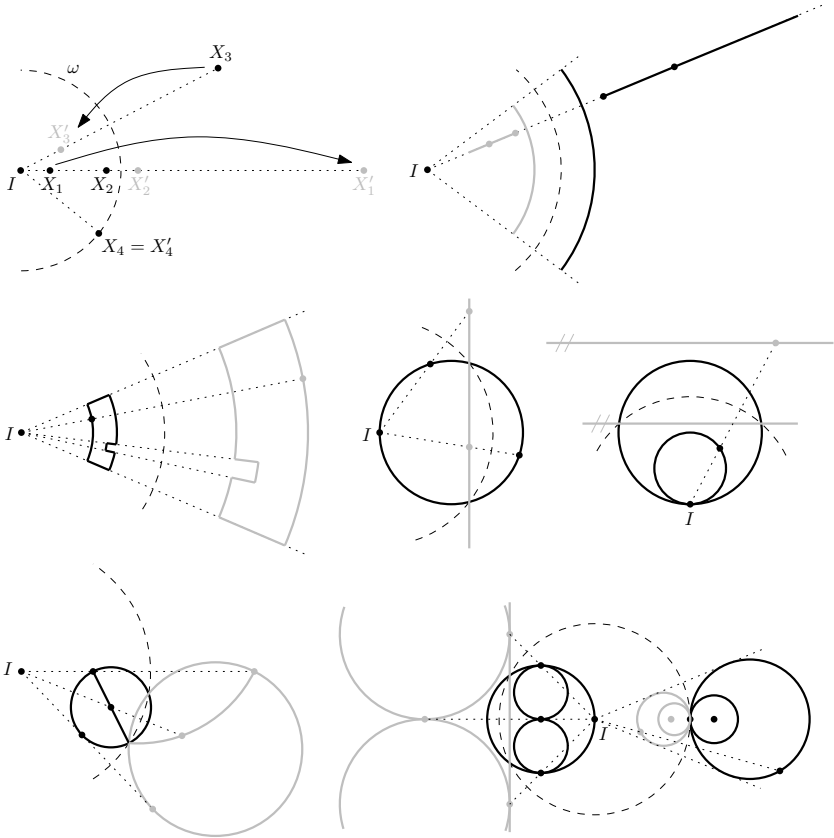 ω
X₃
X′₃
I
I X₁ X₂ X′₂ X′₁
X₄ = X′₄
I
I
I
I
I